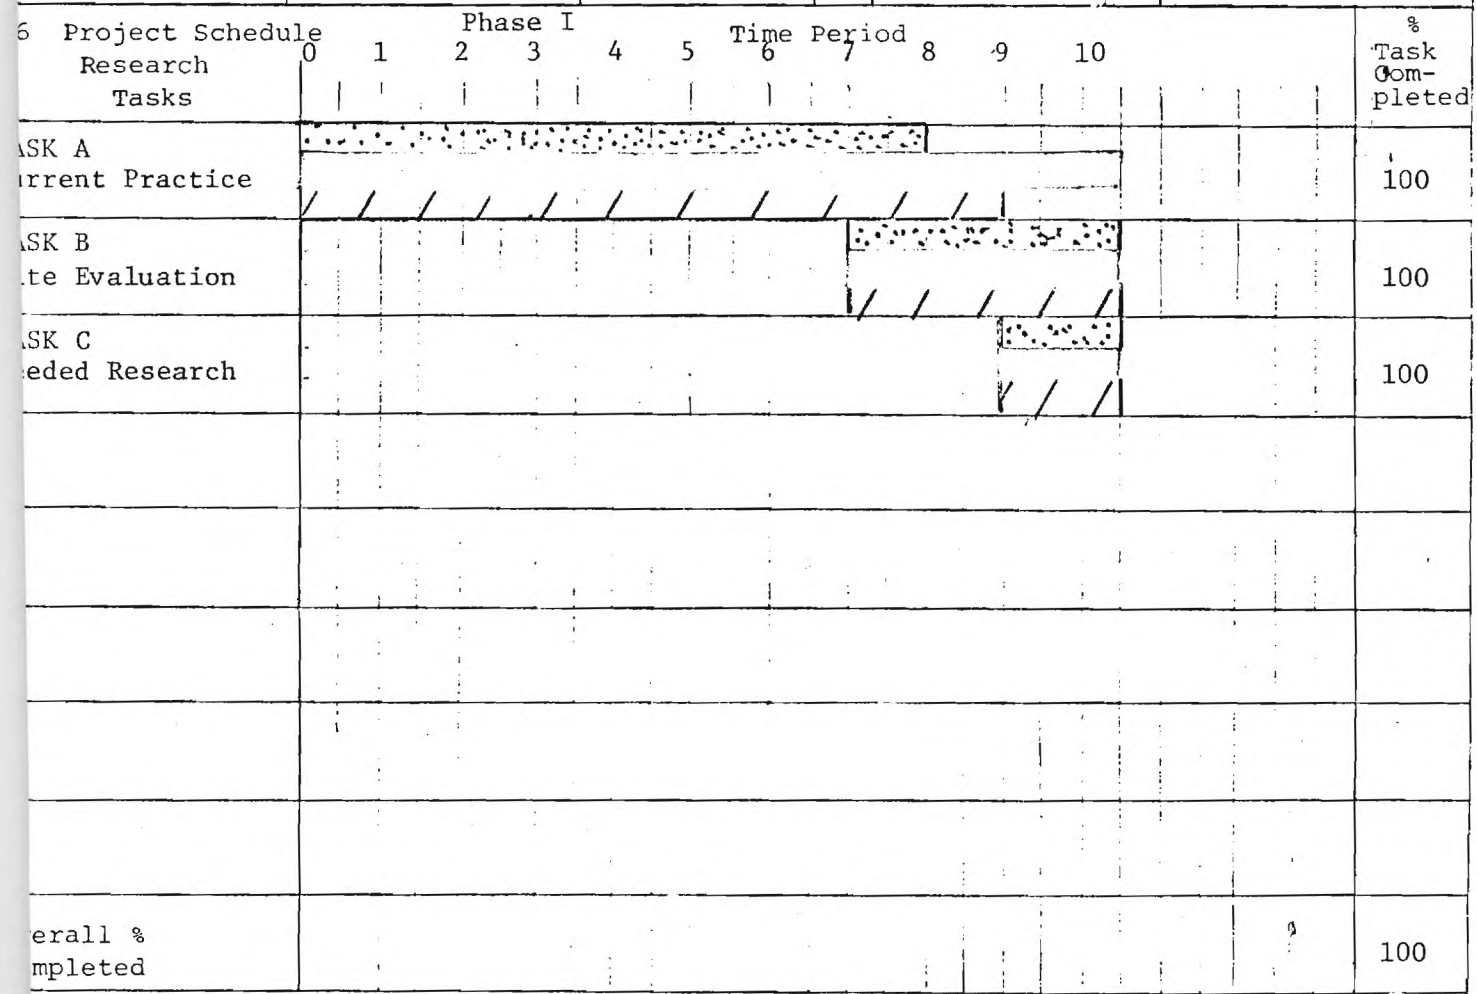 6 Project Schedule Phase I Time Period %
Research 0 1 2 3 4 5 6 7 8 9 10 Task
Tasks Com-
pleted
ASK A
rrent Practice 100
ASK B
te Evaluation 100
ASK C
eded Research 100
erall %
mpleted 100